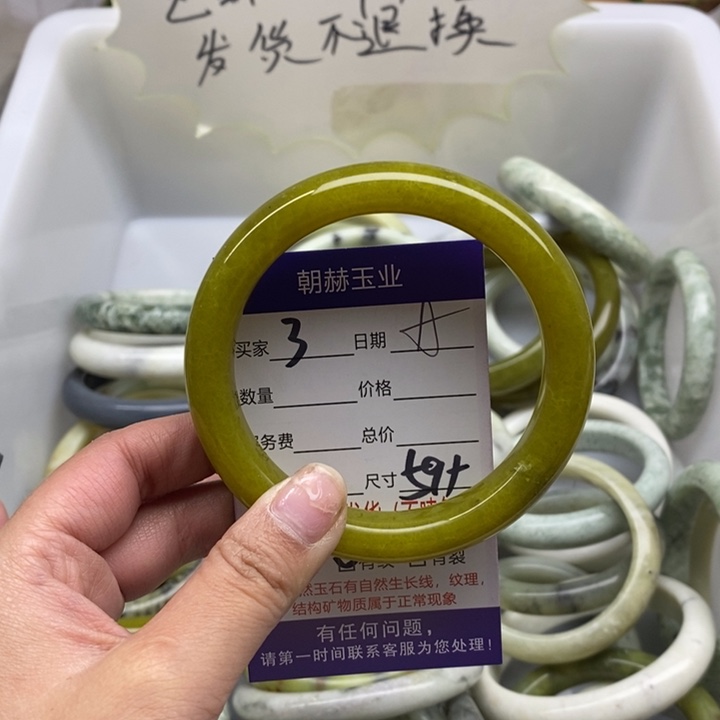 发货不退换
朝赫玉业
买家 3 日期 A
数量 价格
务费 总价
尺寸 59+
有裂
然玉石有自然生长线，纹理，
结构矿物质属于正常现象
有任何问题，
请第一时间联系客服为您处理！